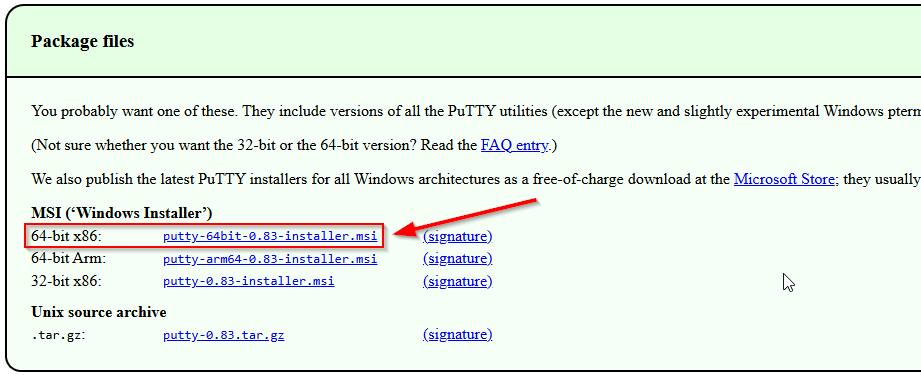 Package files
You probably want one of these. They include versions of all the PuTTY utilities (except the new and slightly experimental Windows pterm
(Not sure whether you want the 32-bit or the 64-bit version? Read the FAQ entry.)
We also publish the latest PuTTY installers for all Windows architectures as a free-of-charge download at the Microsoft Store; they usually
MSI (‘Windows Installer’)
64-bit x86: putty-64bit-0.83-installer.msi (signature)
64-bit Arm: putty-arm64-0.83-installer.msi (signature)
32-bit x86: putty-0.83-installer.msi (signature)
Unix source archive
.tar.gz: putty-0.83.tar.gz (signature)